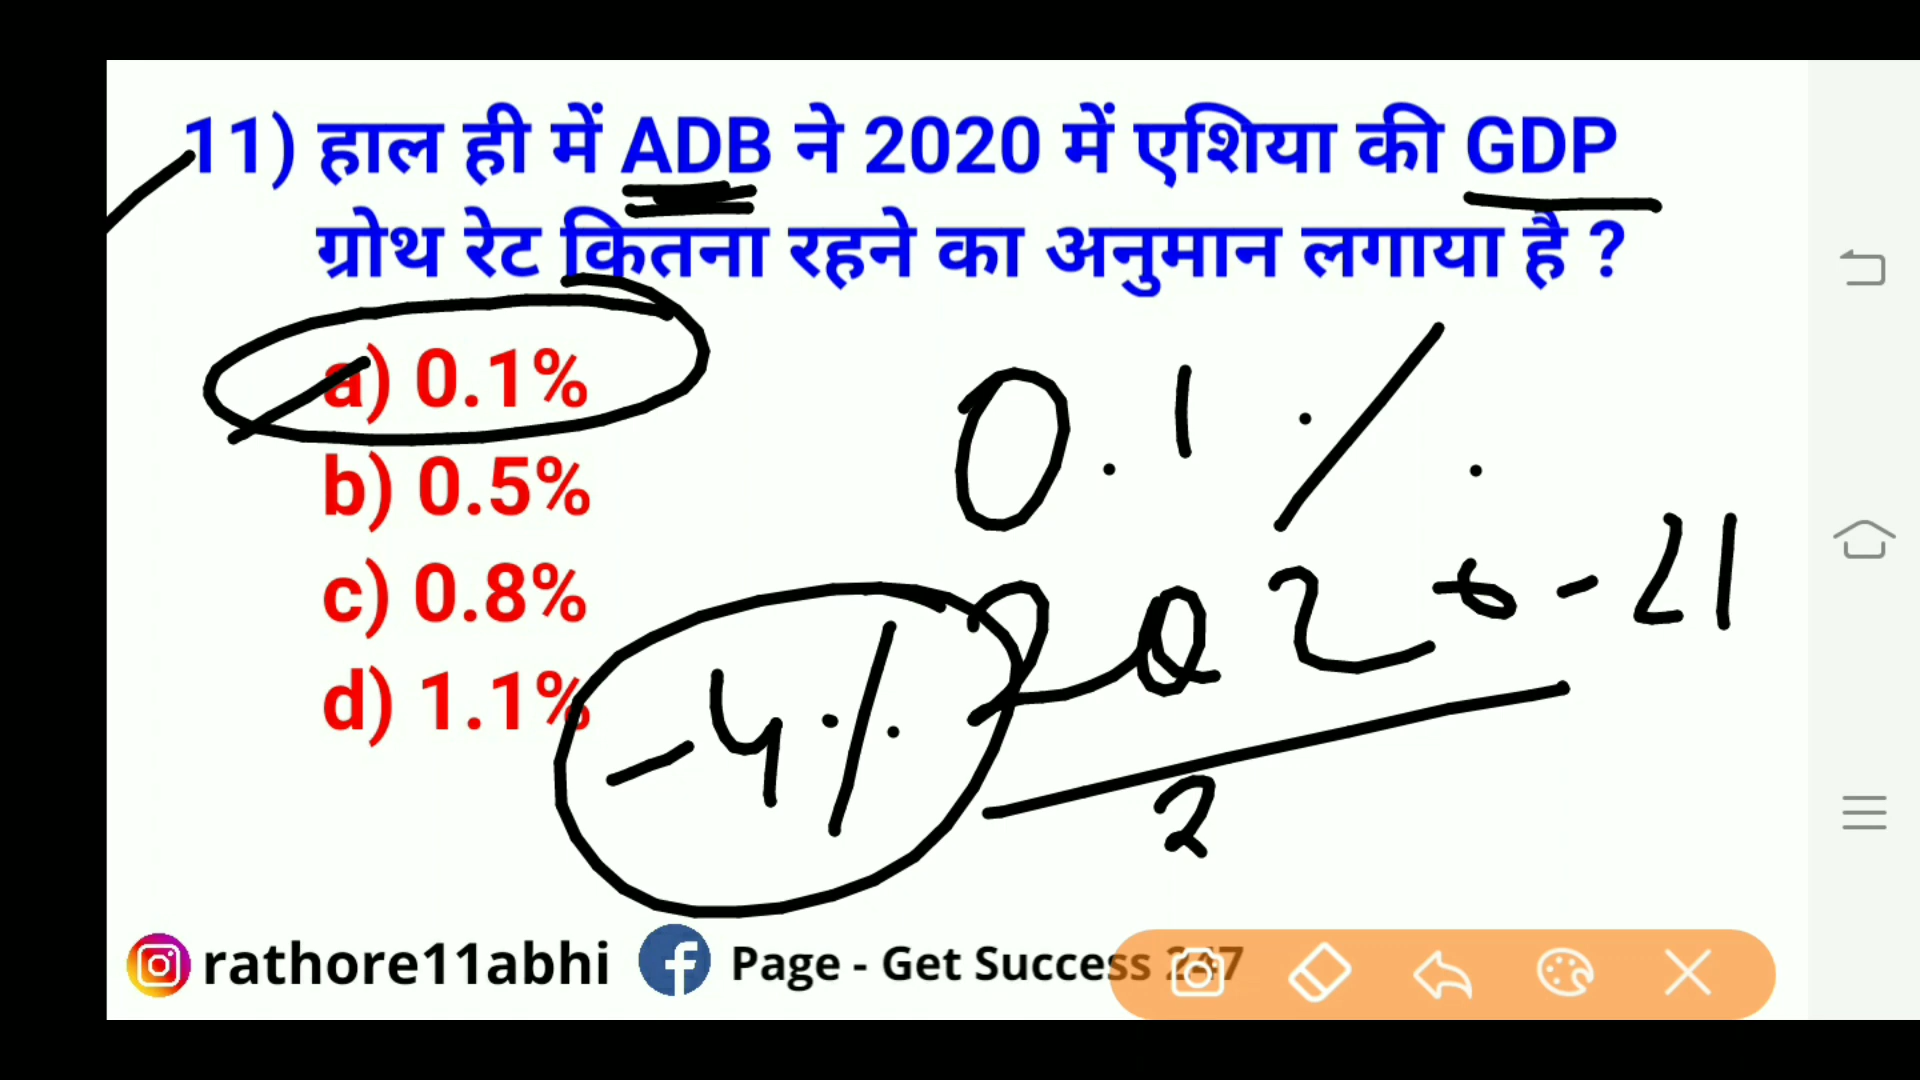 11) हाल ही में ADB ने 2020 में एशिया की GDP
ग्रोथ रेट कितना रहने का अनुमान लगाया है ?
a) 0.1%
b) 0.5%
c) 0.8%
d) 1.1%
0.1%
2020-21
-4%
2
rathore11abhi Page - Get Success 247